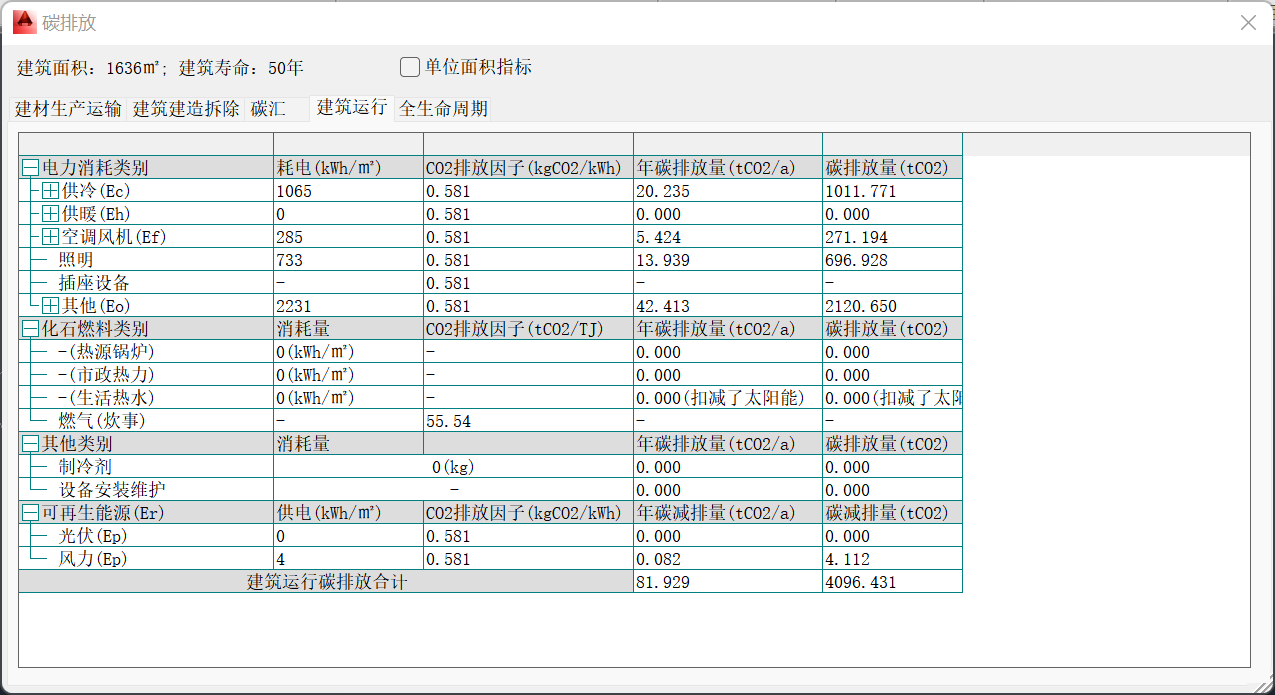 碳排放
建筑面积: 1636㎡; 建筑寿命: 50年 单位面积指标
建材生产运输 建筑建造拆除 碳汇 建筑运行 全生命周期
电力消耗类别 耗电(kWh/㎡) CO2排放因子(kgCO2/kWh) 年碳排放量(tCO2/a) 碳排放量(tCO2)
供冷(Ec) 1065 0.581 20.235 1011.771
供暖(Eh) 0 0.581 0.000 0.000
空调风机(Ef) 285 0.581 5.424 271.194
照明 733 0.581 13.939 696.928
插座设备 - 0.581 - -
其他(Eo) 2231 0.581 42.413 2120.650
化石燃料类别 消耗量 CO2排放因子(tCO2/TJ) 年碳排放量(tCO2/a) 碳排放量(tCO2)
-(热源锅炉) 0(kWh/㎡) - 0.000 0.000
-(市政热力) 0(kWh/㎡) - 0.000 0.000
-(生活热水) 0(kWh/㎡) - 0.000(扣减了太阳能) 0.000(扣减了太
燃气(炊事) - 55.54 - -
其他类别 消耗量 年碳排放量(tCO2/a) 碳排放量(tCO2)
制冷剂 0(kg) 0.000 0.000
设备安装维护 - 0.000 0.000
可再生能源(Er) 供电(kWh/㎡) CO2排放因子(kgCO2/kWh) 年碳减排量(tCO2/a) 碳减排量(tCO2)
光伏(Ep) 0 0.581 0.000 0.000
风力(Ep) 4 0.581 0.082 4.112
建筑运行碳排放合计 81.929 4096.431